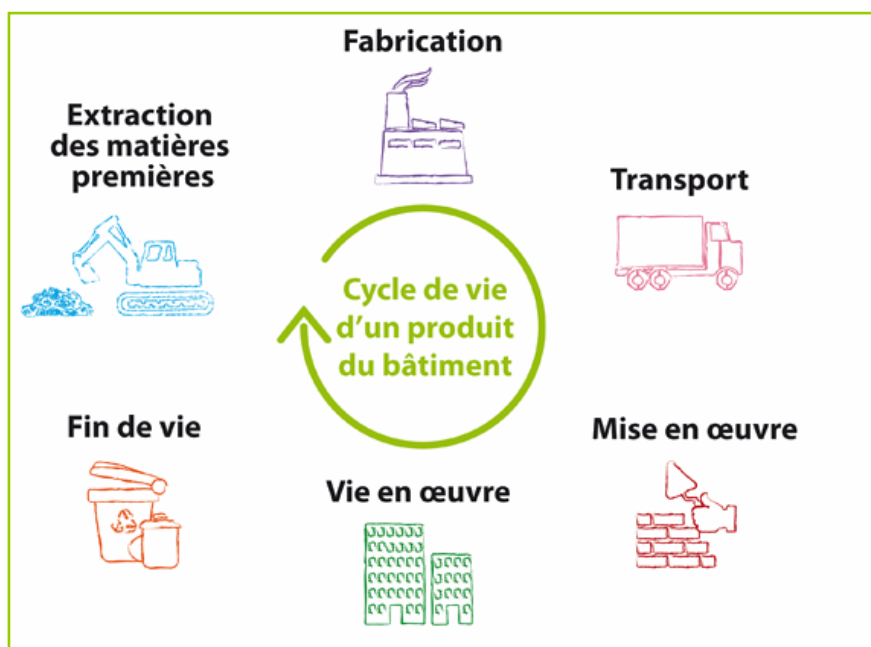 Fabrication
Extraction
des matières
premières
Transport
Cycle de vie
d'un produit
du bâtiment
Fin de vie
Mise en œuvre
Vie en œuvre